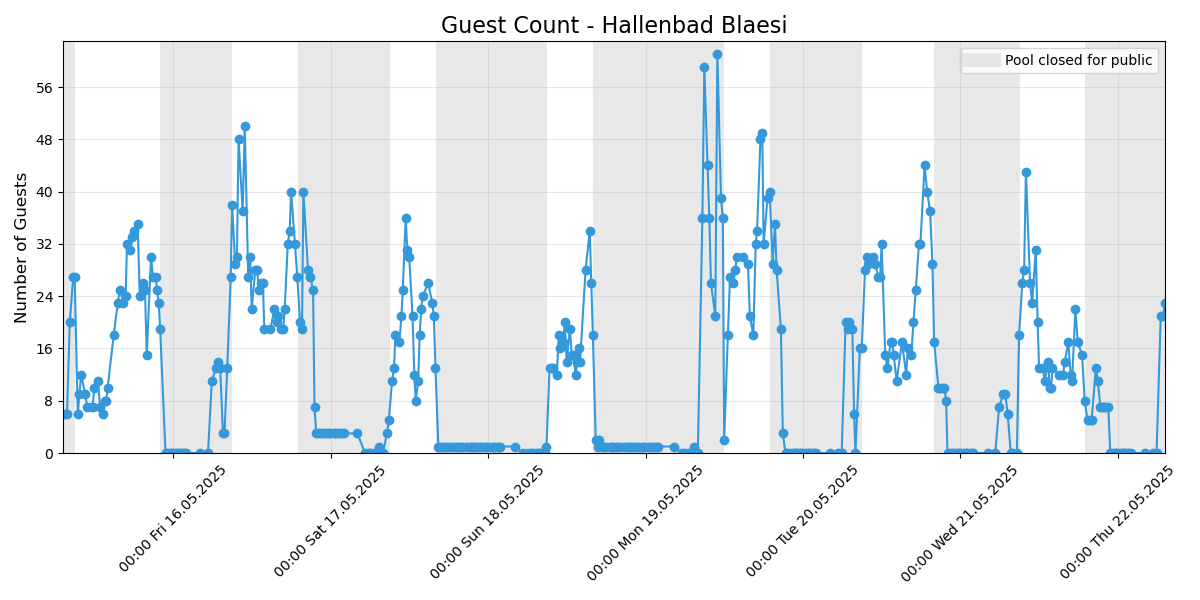 Guest Count - Hallenbad Blaesi
Pool closed for public
Number of Guests
56
48
40
32
24
16
8
0
00:00 Fri 16.05.2025
00:00 Sat 17.05.2025
00:00 Sun 18.05.2025
00:00 Mon 19.05.2025
00:00 Tue 20.05.2025
00:00 Wed 21.05.2025
00:00 Thu 22.05.2025